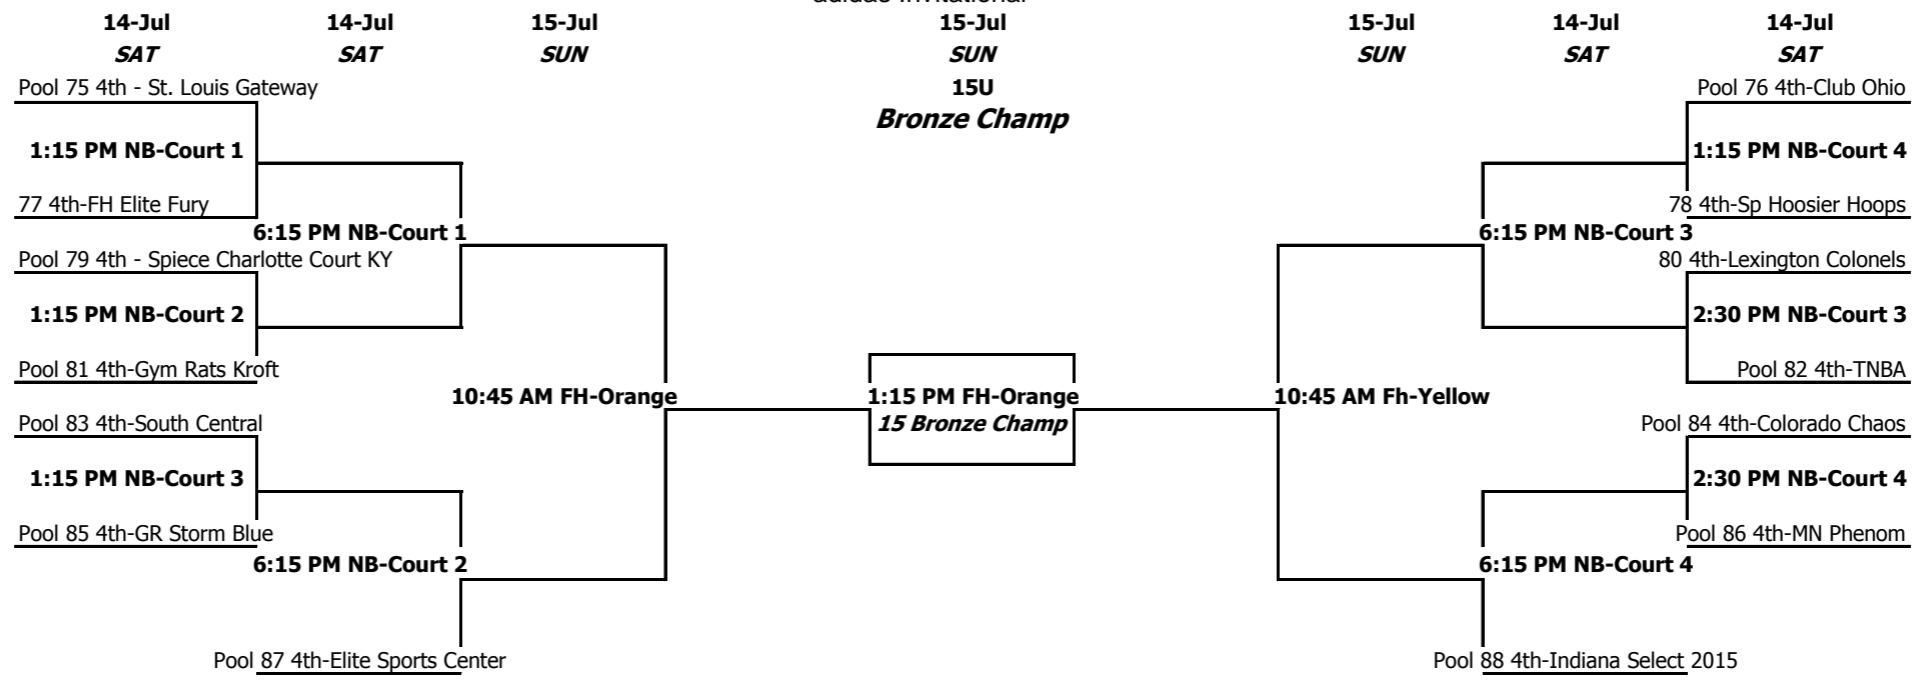 adidas Invitational
14-Jul 14-Jul 15-Jul 15-Jul 15-Jul 14-Jul 14-Jul
SAT SAT SUN SUN SUN SAT SAT
Pool 75 4th - St. Louis Gateway 15U Pool 76 4th-Club Ohio
Bronze Champ
1:15 PM NB-Court 1 1:15 PM NB-Court 4
77 4th-FH Elite Fury 78 4th-Sp Hoosier Hoops
6:15 PM NB-Court 1 6:15 PM NB-Court 3
Pool 79 4th - Spiece Charlotte Court KY 80 4th-Lexington Colonels
1:15 PM NB-Court 2 2:30 PM NB-Court 3
Pool 81 4th-Gym Rats Kroft Pool 82 4th-TNBA
10:45 AM FH-Orange 1:15 PM FH-Orange 10:45 AM Fh-Yellow
Pool 83 4th-South Central 15 Bronze Champ Pool 84 4th-Colorado Chaos
1:15 PM NB-Court 3 2:30 PM NB-Court 4
Pool 85 4th-GR Storm Blue Pool 86 4th-MN Phenom
6:15 PM NB-Court 2 6:15 PM NB-Court 4
Pool 87 4th-Elite Sports Center Pool 88 4th-Indiana Select 2015